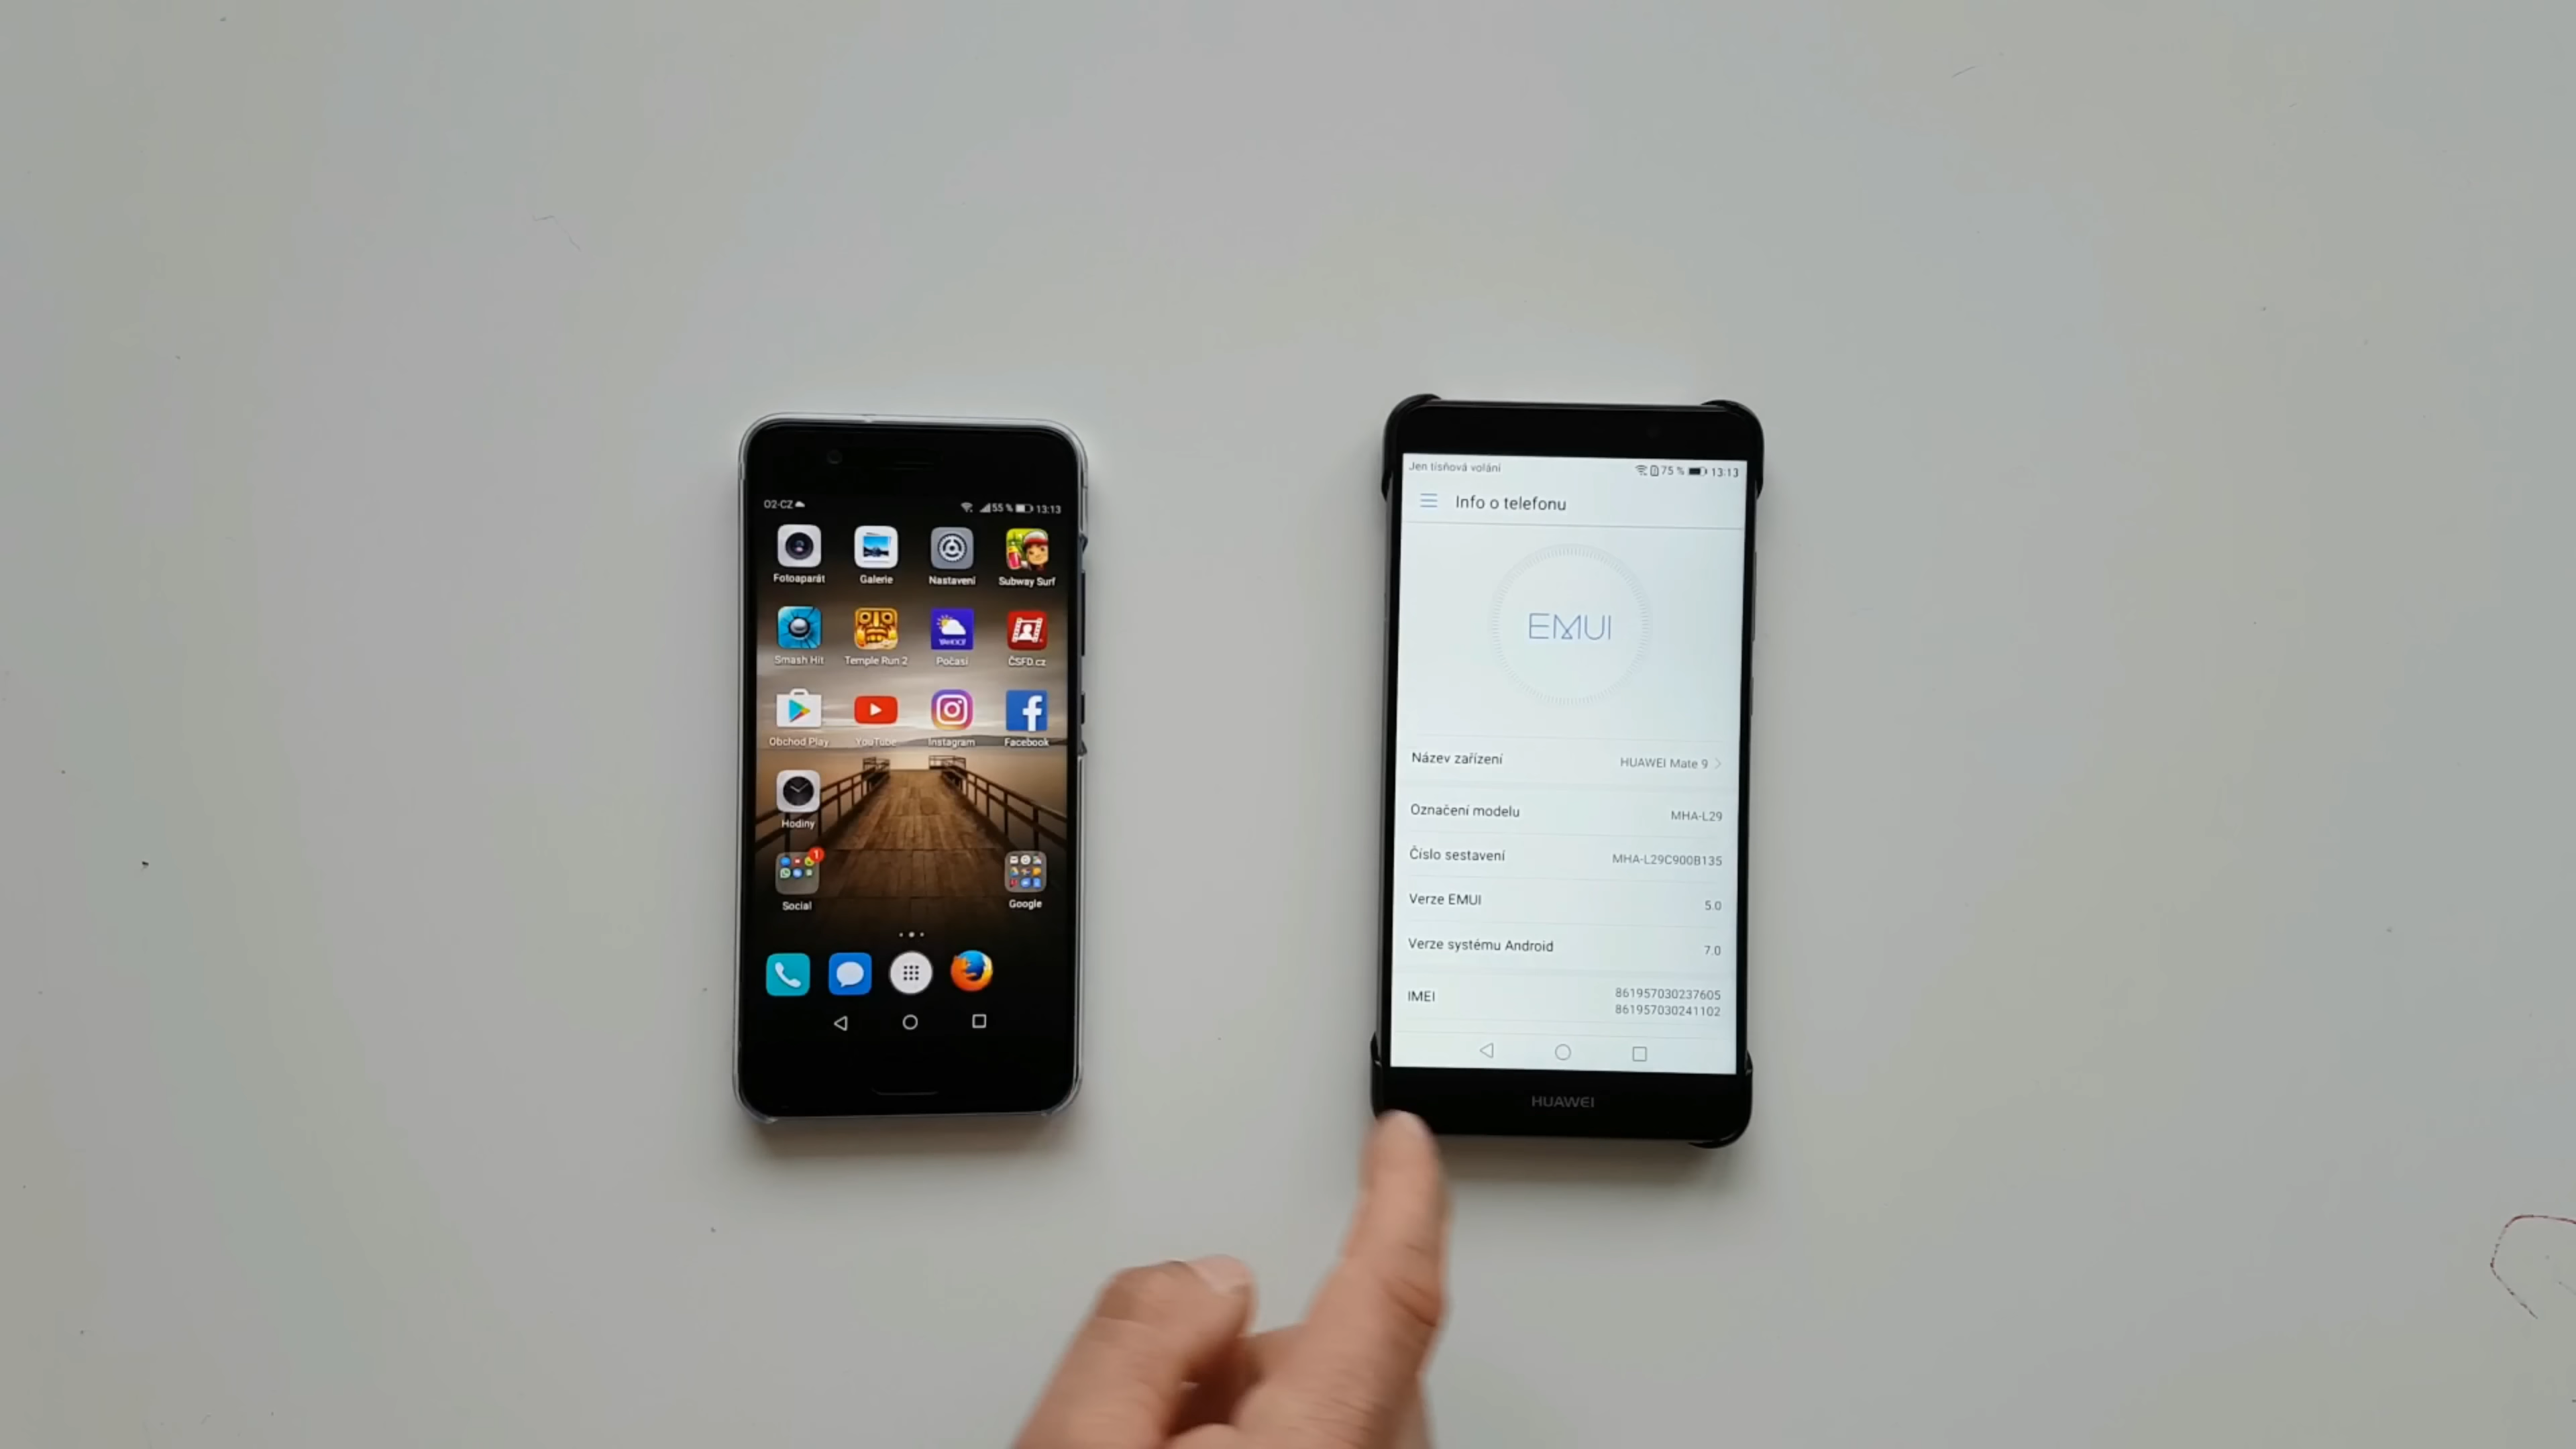 O2-CZ 55 % 13:13
Fotoaparát Galerie Nastavení Subway Surf
YAHOO!
Smash Hit Temple Run 2 Počasí ČSFD.cz
Obchod Play YouTube Instagram Facebook
Hodiny
1
Social Google
Jen tísňová volání 75 % 13:13
Info o telefonu
EMUI
Název zařízení HUAWEI Mate 9
Označení modelu MHA-L29
Číslo sestavení MHA-L29C900B135
Verze EMUI 5.0
Verze systému Android 7.0
IMEI 861957030237605
861957030241102
HUAWEI